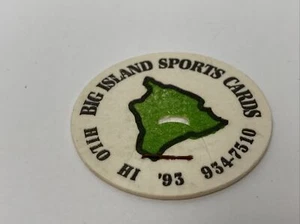 BIG ISLAND SPORTS CARDS
HILO HI '93 934-7510